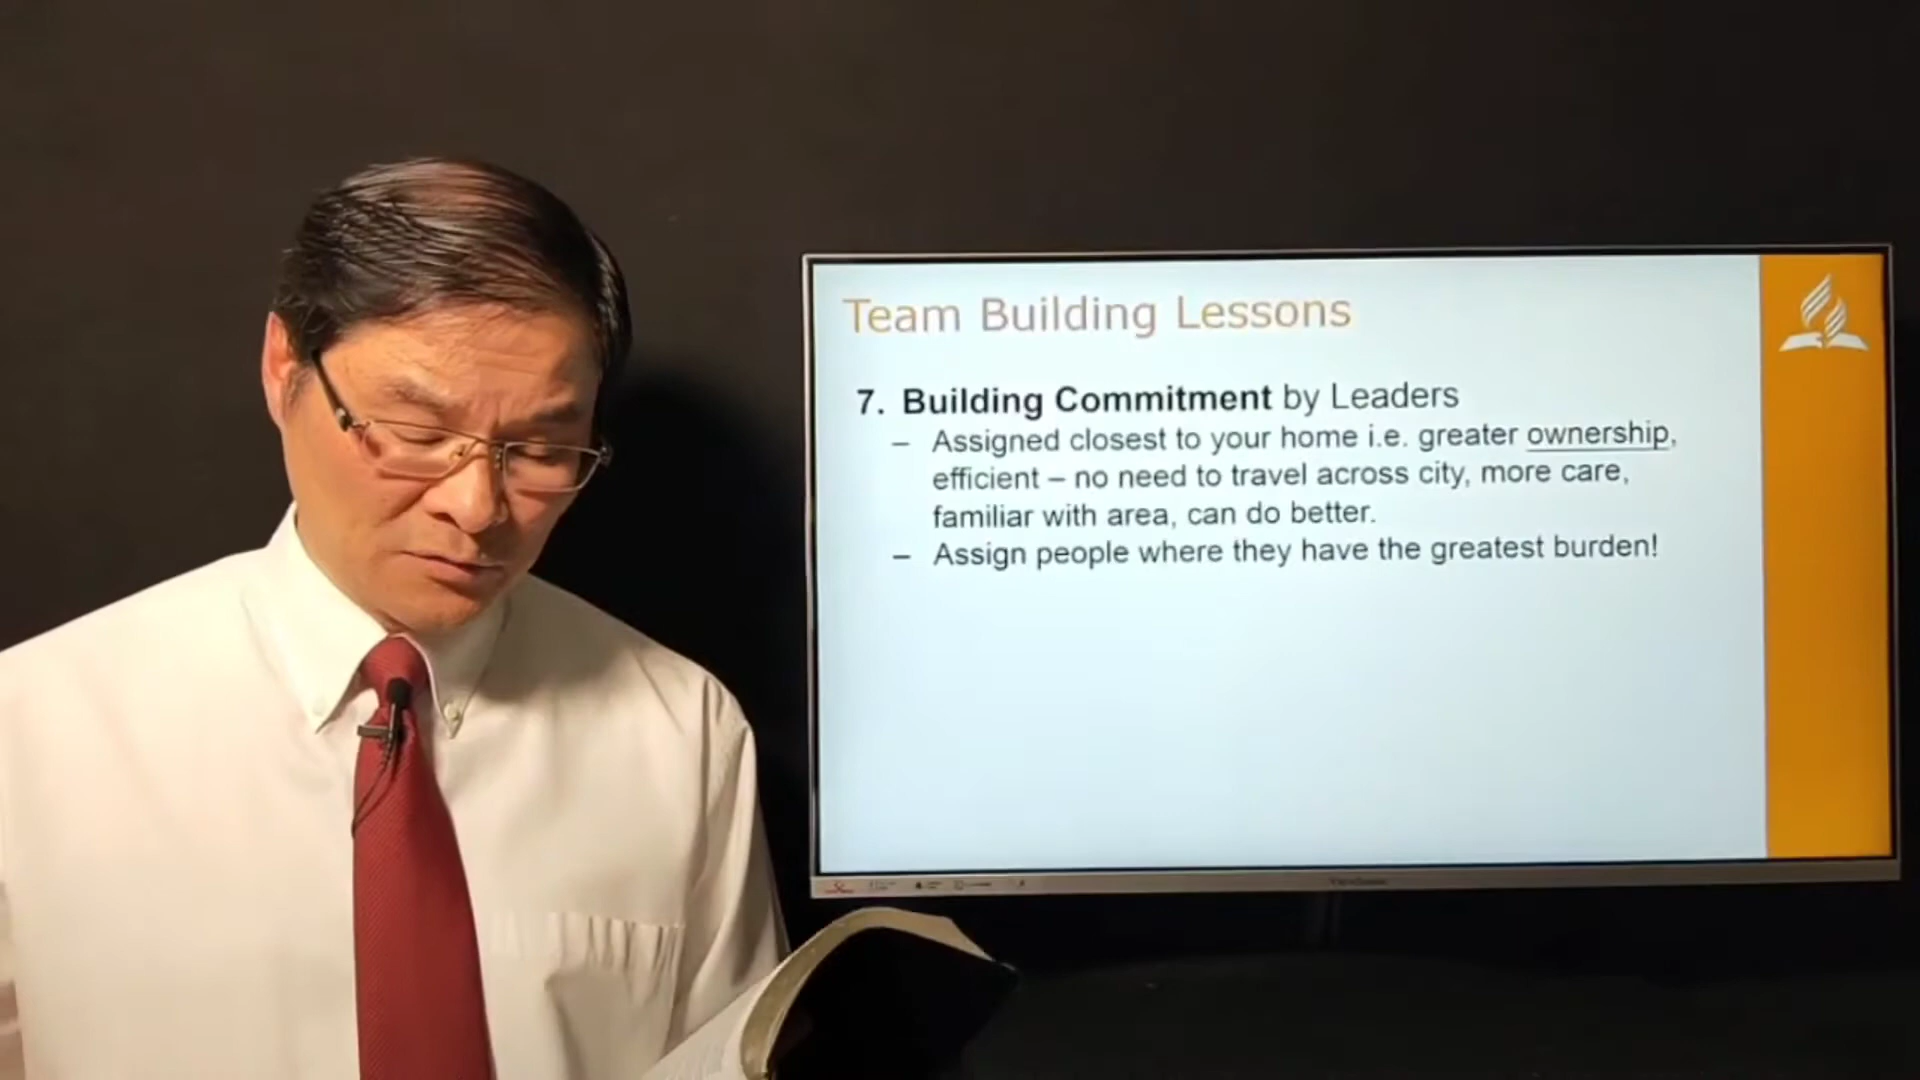 Team Building Lessons
7. Building Commitment by Leaders
– Assigned closest to your home i.e. greater ownership,
efficient – no need to travel across city, more care,
familiar with area, can do better.
– Assign people where they have the greatest burden!